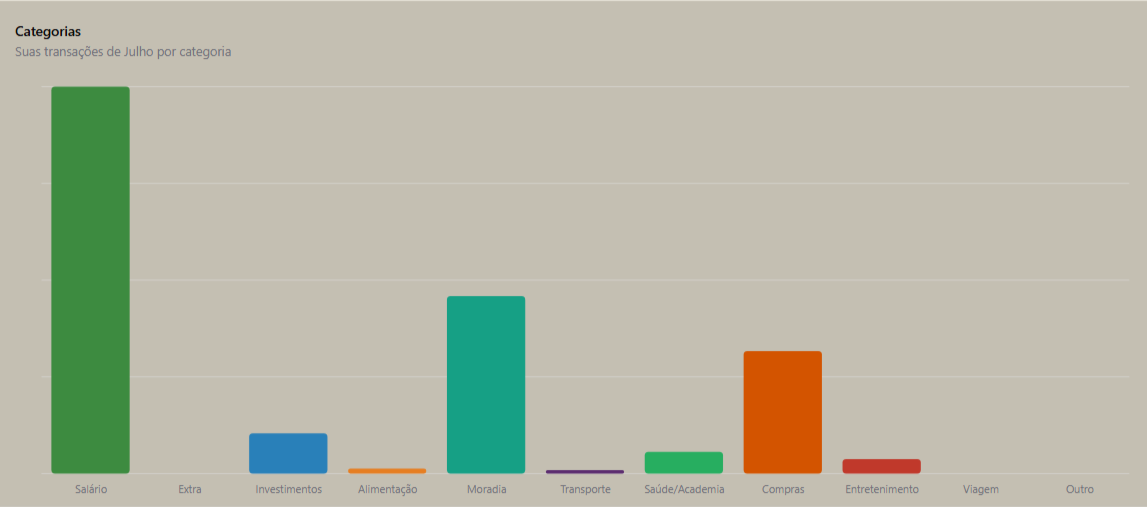 Categorias
Suas transações de Julho por categoria
Salário Extra Investimentos Alimentação Moradia Transporte Saúde/Academia Compras Entretenimento Viagem Outro